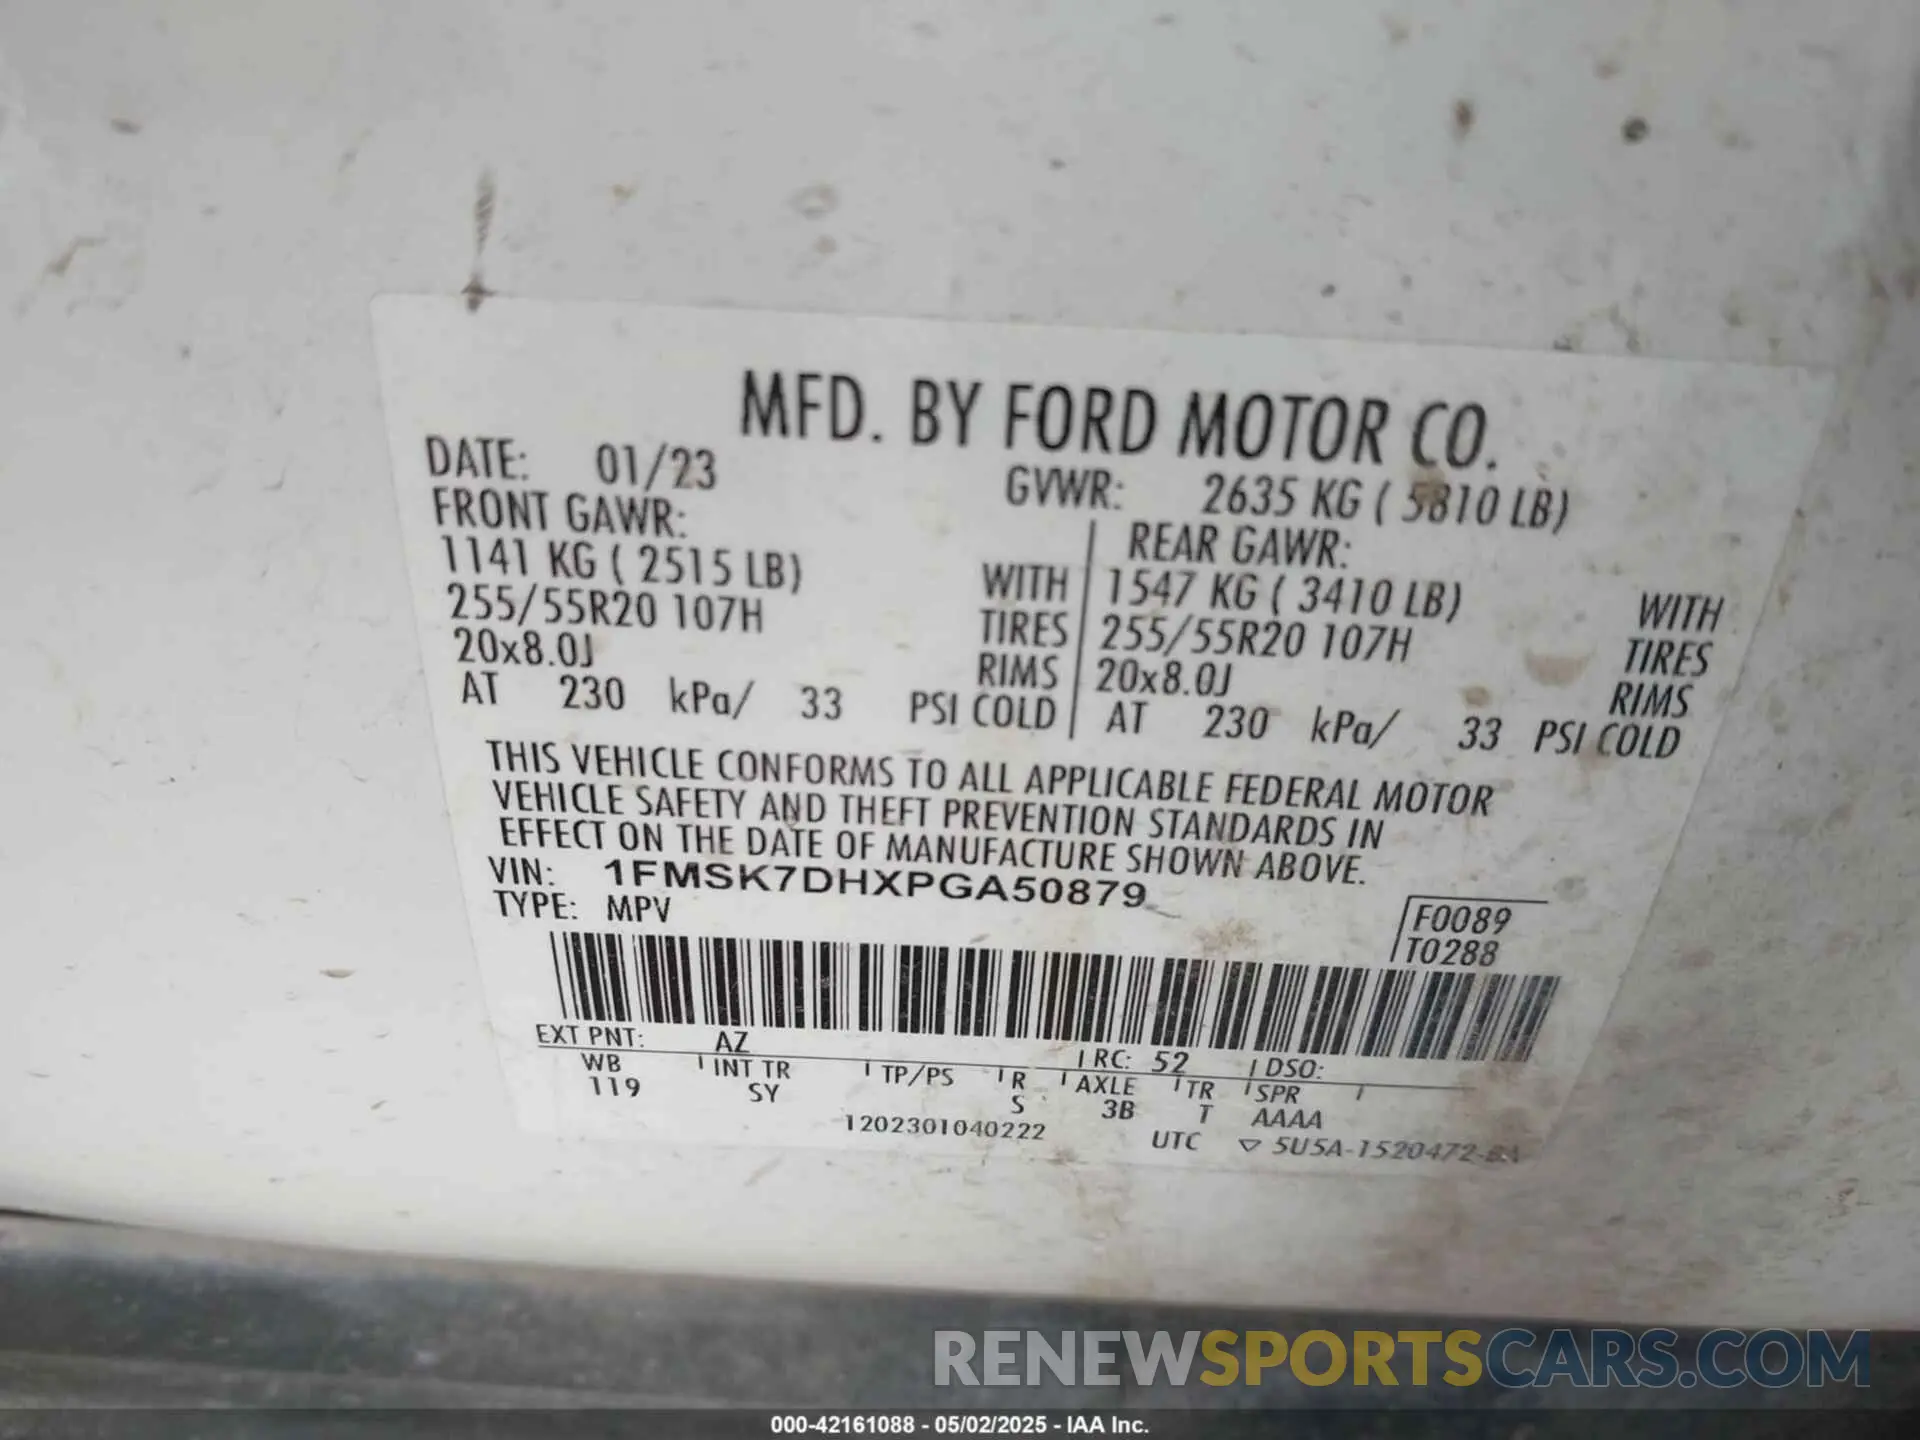 MFD. BY FORD MOTOR CO.
DATE: 01/23 GVWR: 2635 KG ( 5810 LB)
FRONT GAWR: REAR GAWR:
1141 KG ( 2515 LB) WITH 1547 KG ( 3410 LB) WITH
255/55R20 107H TIRES 255/55R20 107H TIRES
20x8.0J RIMS 20x8.0J RIMS
AT 230 kPa/ 33 PSI COLD AT 230 kPa/ 33 PSI COLD
THIS VEHICLE CONFORMS TO ALL APPLICABLE FEDERAL MOTOR
VEHICLE SAFETY AND THEFT PREVENTION STANDARDS IN
EFFECT ON THE DATE OF MANUFACTURE SHOWN ABOVE.
VIN: 1FMSK7DHXPGA50879
TYPE: MPV F0089
T0288
EXT PNT: AZ RC: 52 DSO:
WB INT TR TP/PS R AXLE TR SPR
119 SY S 3B T AAAA
1202301040222 UTC ▽ 5U5A-1520472-
RENEWSPORTSCARS.COM
000-42161088 - 05/02/2025 - IAA Inc.